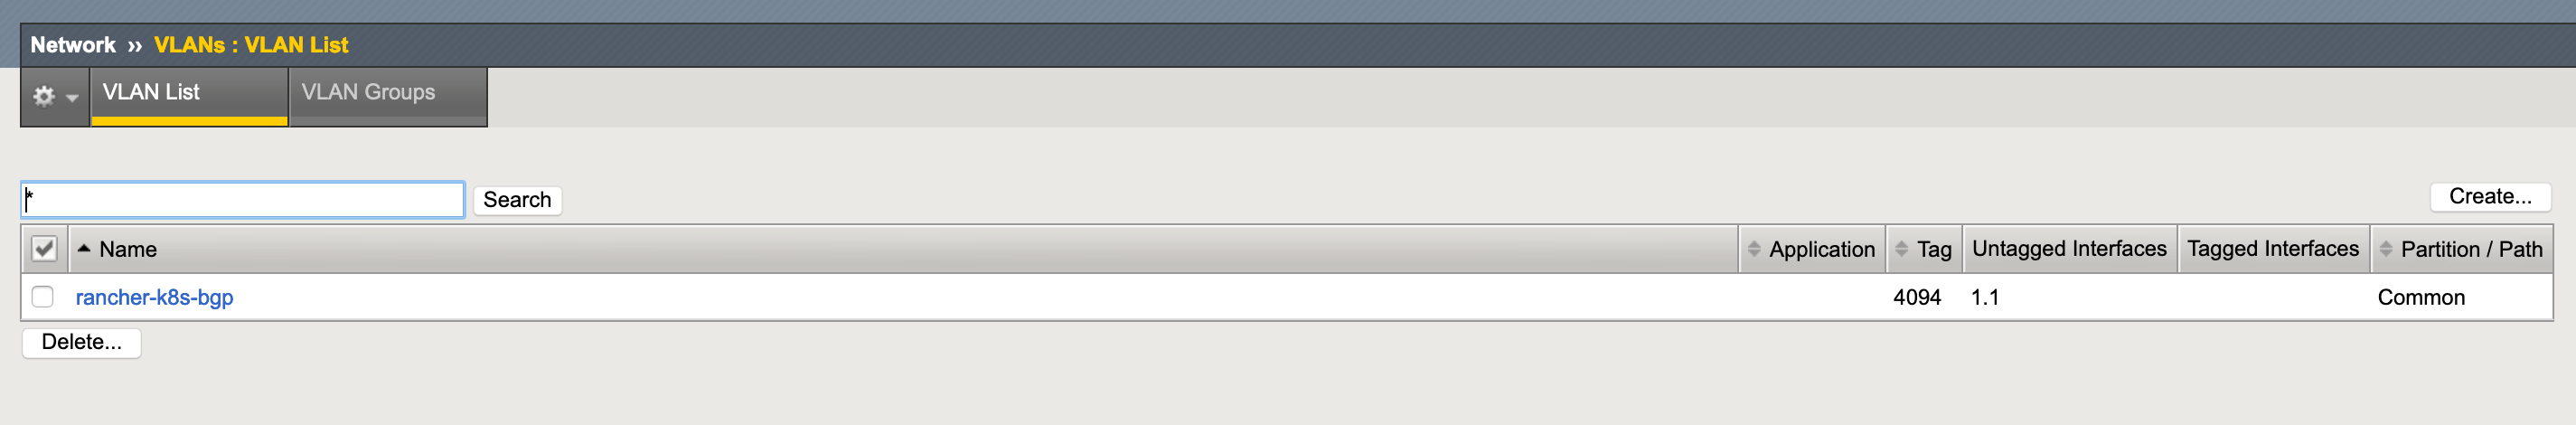 Network ›› VLANs : VLAN List
VLAN List VLAN Groups
* Search Create...
Name Application Tag Untagged Interfaces Tagged Interfaces Partition / Path
rancher-k8s-bgp 4094 1.1 Common
Delete...